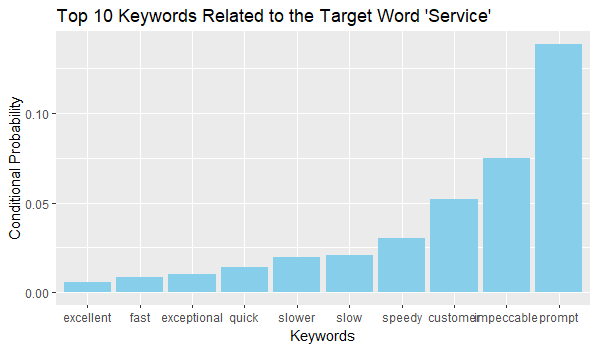 Top 10 Keywords Related to the Target Word 'Service'
Conditional Probability
0.10
0.05
0.00
excellent fast exceptional quick slower slow speedy customer impeccable prompt
Keywords